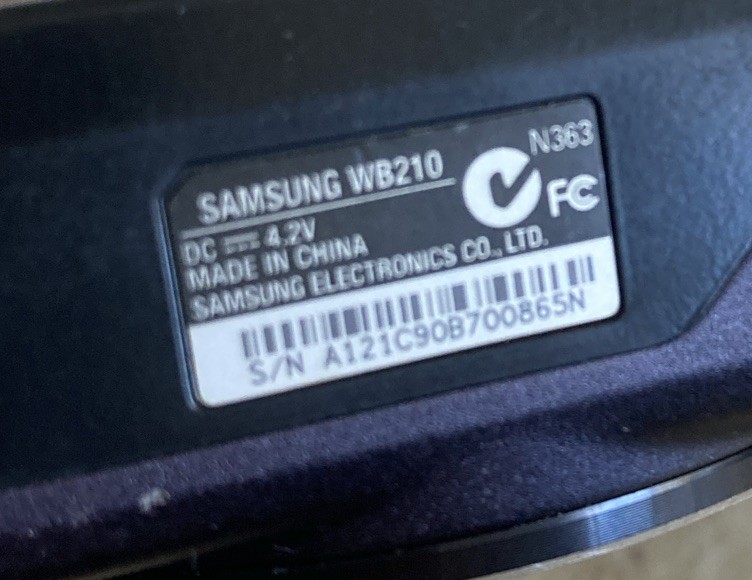 SAMSUNG WB210
N363
FC
DC 4.2V
MADE IN CHINA
SAMSUNG ELECTRONICS CO., LTD.
S/N A121C90B700865N